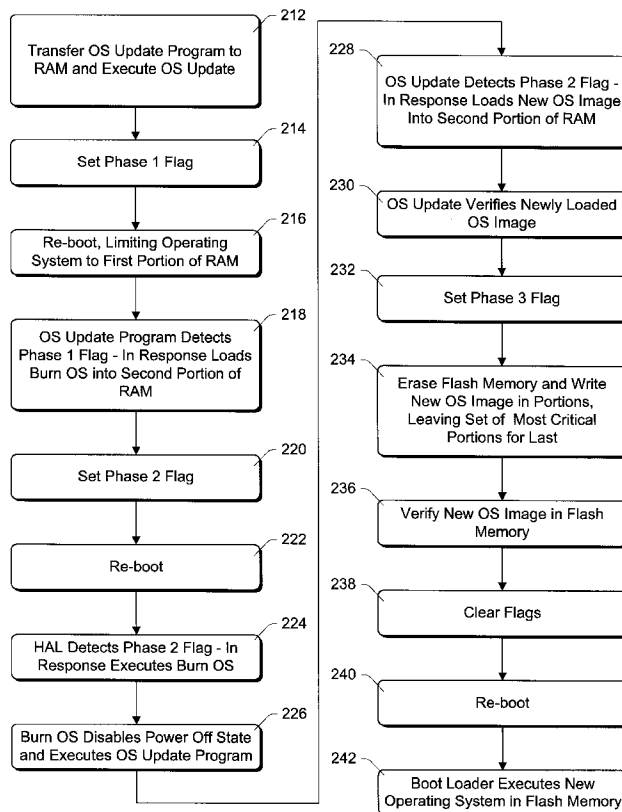 212
Transfer OS Update Program to
RAM and Execute OS Update
214
Set Phase 1 Flag
216
Re-boot, Limiting Operating
System to First Portion of RAM
218
OS Update Program Detects
Phase 1 Flag - In Response Loads
Burn OS into Second Portion of
RAM
220
Set Phase 2 Flag
222
Re-boot
224
HAL Detects Phase 2 Flag - In
Response Executes Burn OS
226
Burn OS Disables Power Off State
and Executes OS Update Program
228
OS Update Detects Phase 2 Flag -
In Response Loads New OS Image
Into Second Portion of RAM
230
OS Update Verifies Newly Loaded
OS Image
232
Set Phase 3 Flag
234
Erase Flash Memory and Write
New OS Image in Portions,
Leaving Set of Most Critical
Portions for Last
236
Verify New OS Image in Flash
Memory
238
Clear Flags
240
Re-boot
242
Boot Loader Executes New
Operating System in Flash Memory